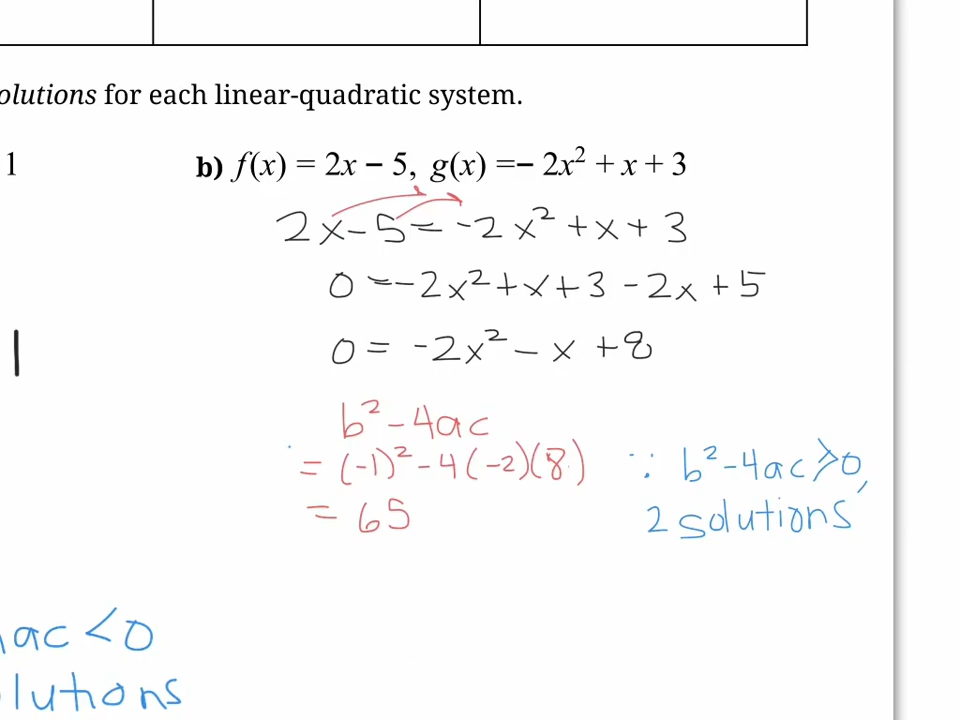 olutions for each linear-quadratic system.
1
b) f(x) = 2x − 5, g(x) =− 2x² + x + 3
2x-5=-2x²+x+3
0=-2x²+x+3-2x+5
0=-2x²-x+8
b²-4ac
=(-1)²-4(-2)(8)
=65
∵ b²-4ac>0,
2 solutions
ac<0
lutions